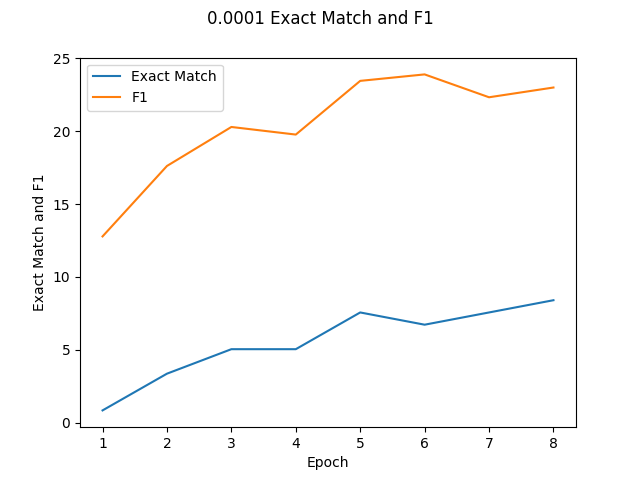 0.0001 Exact Match and F1
Exact Match
F1
25
20
15
10
5
0
Exact Match and F1
1 2 3 4 5 6 7 8
Epoch